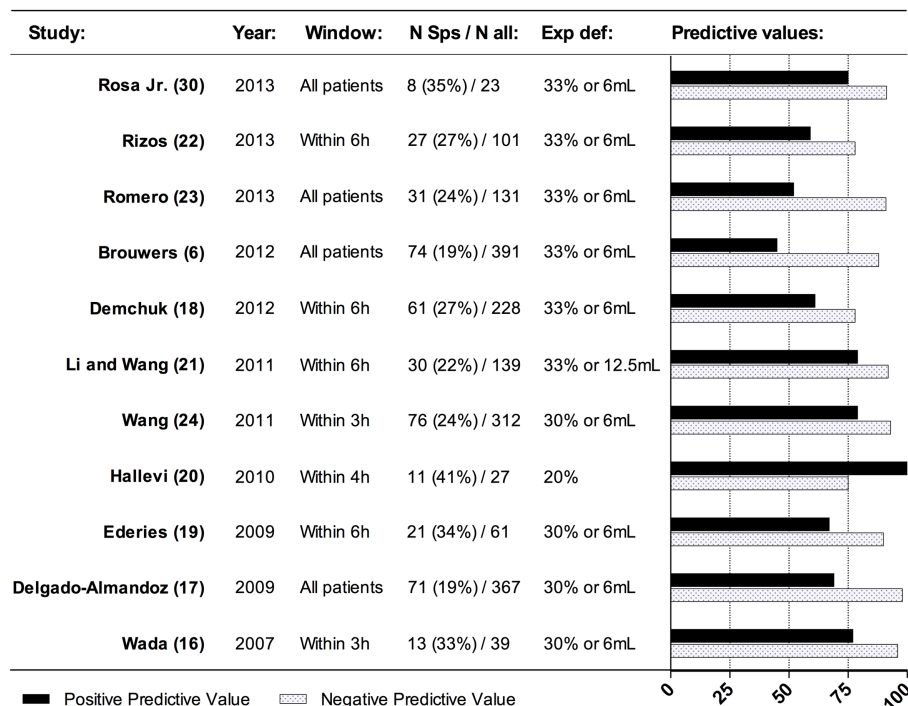 Study: Year: Window: N Sps / N all: Exp def: Predictive values:
Rosa Jr. (30) 2013 All patients 8 (35%) / 23 33% or 6mL
Rizos (22) 2013 Within 6h 27 (27%) / 101 33% or 6mL
Romero (23) 2013 All patients 31 (24%) / 131 33% or 6mL
Brouwers (6) 2012 All patients 74 (19%) / 391 33% or 6mL
Demchuk (18) 2012 Within 6h 61 (27%) / 228 33% or 6mL
Li and Wang (21) 2011 Within 6h 30 (22%) / 139 33% or 12.5mL
Wang (24) 2011 Within 3h 76 (24%) / 312 30% or 6mL
Hallevi (20) 2010 Within 4h 11 (41%) / 27 20%
Ederies (19) 2009 Within 6h 21 (34%) / 61 30% or 6mL
Delgado-Almandoz (17) 2009 All patients 71 (19%) / 367 30% or 6mL
Wada (16) 2007 Within 3h 13 (33%) / 39 30% or 6mL
0 25 50 75 100
Positive Predictive Value Negative Predictive Value